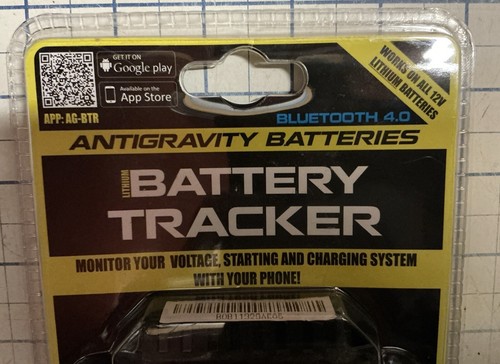 GET IT ON
Google play
Available on the
App Store
APP: AG-BTR
WORKS ON ALL 12V
LITHIUM BATTERIES
BLUETOOTH 4.0
ANTIGRAVITY BATTERIES
LITHIUM
BATTERY
TRACKER
MONITOR YOUR VOLTAGE, STARTING AND CHARGING SYSTEM
WITH YOUR PHONE!